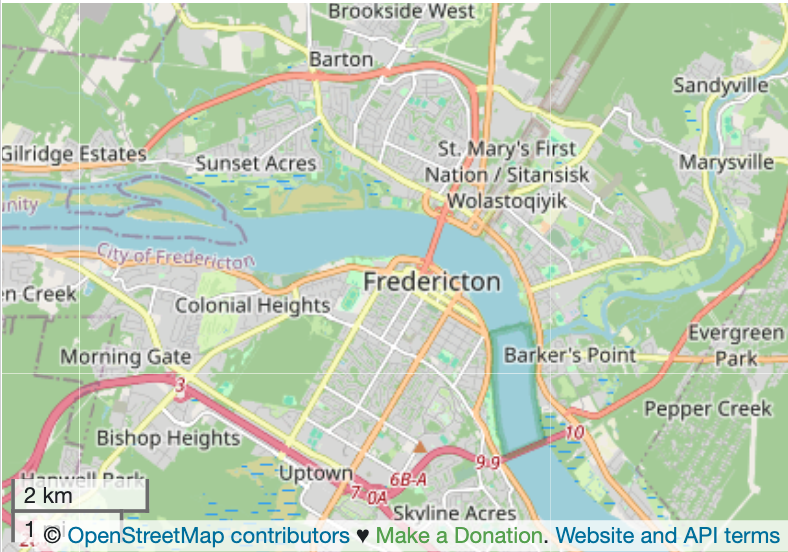 Brookside West
Barton
Sandyville
St. Mary's First
Nation / Sitansisk
Wolastoqiyik
Gilridge Estates
Sunset Acres
Marysville
unity
City of Fredericton
Fredericton
en Creek
Colonial Heights
Morning Gate
Barker's Point
Evergreen
Park
3
Pepper Creek
10
Bishop Heights
9-9
Uptown
Hanwell Park
6B-A
7
0A
Skyline Acres
2 km
1
© OpenStreetMap contributors ♥ Make a Donation. Website and API terms